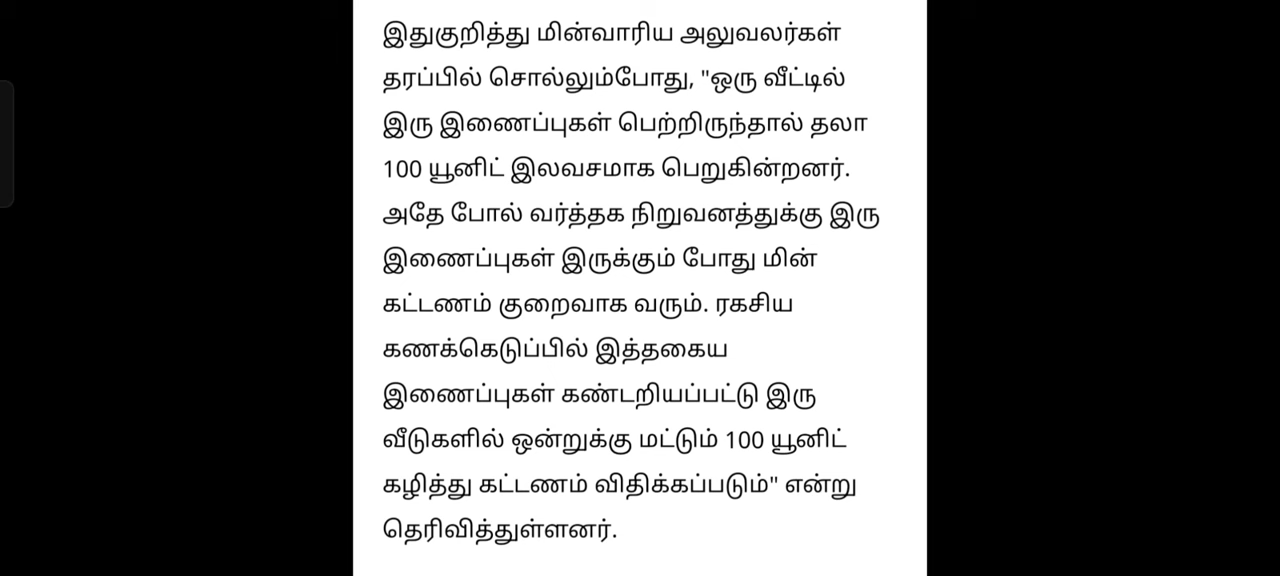 இதுகுறித்து மின்வாரிய அலுவலர்கள்
தரப்பில் சொல்லும்போது, "ஒரு வீட்டில்
இரு இணைப்புகள் பெற்றிருந்தால் தலா
100 யூனிட் இலவசமாக பெறுகின்றனர்.
அதே போல் வர்த்தக நிறுவனத்துக்கு இரு
இணைப்புகள் இருக்கும் போது மின்
கட்டணம் குறைவாக வரும். ரகசிய
கணக்கெடுப்பில் இத்தகைய
இணைப்புகள் கண்டறியப்பட்டு இரு
வீடுகளில் ஒன்றுக்கு மட்டும் 100 யூனிட்
கழித்து கட்டணம் விதிக்கப்படும்" என்று
தெரிவித்துள்ளனர்.